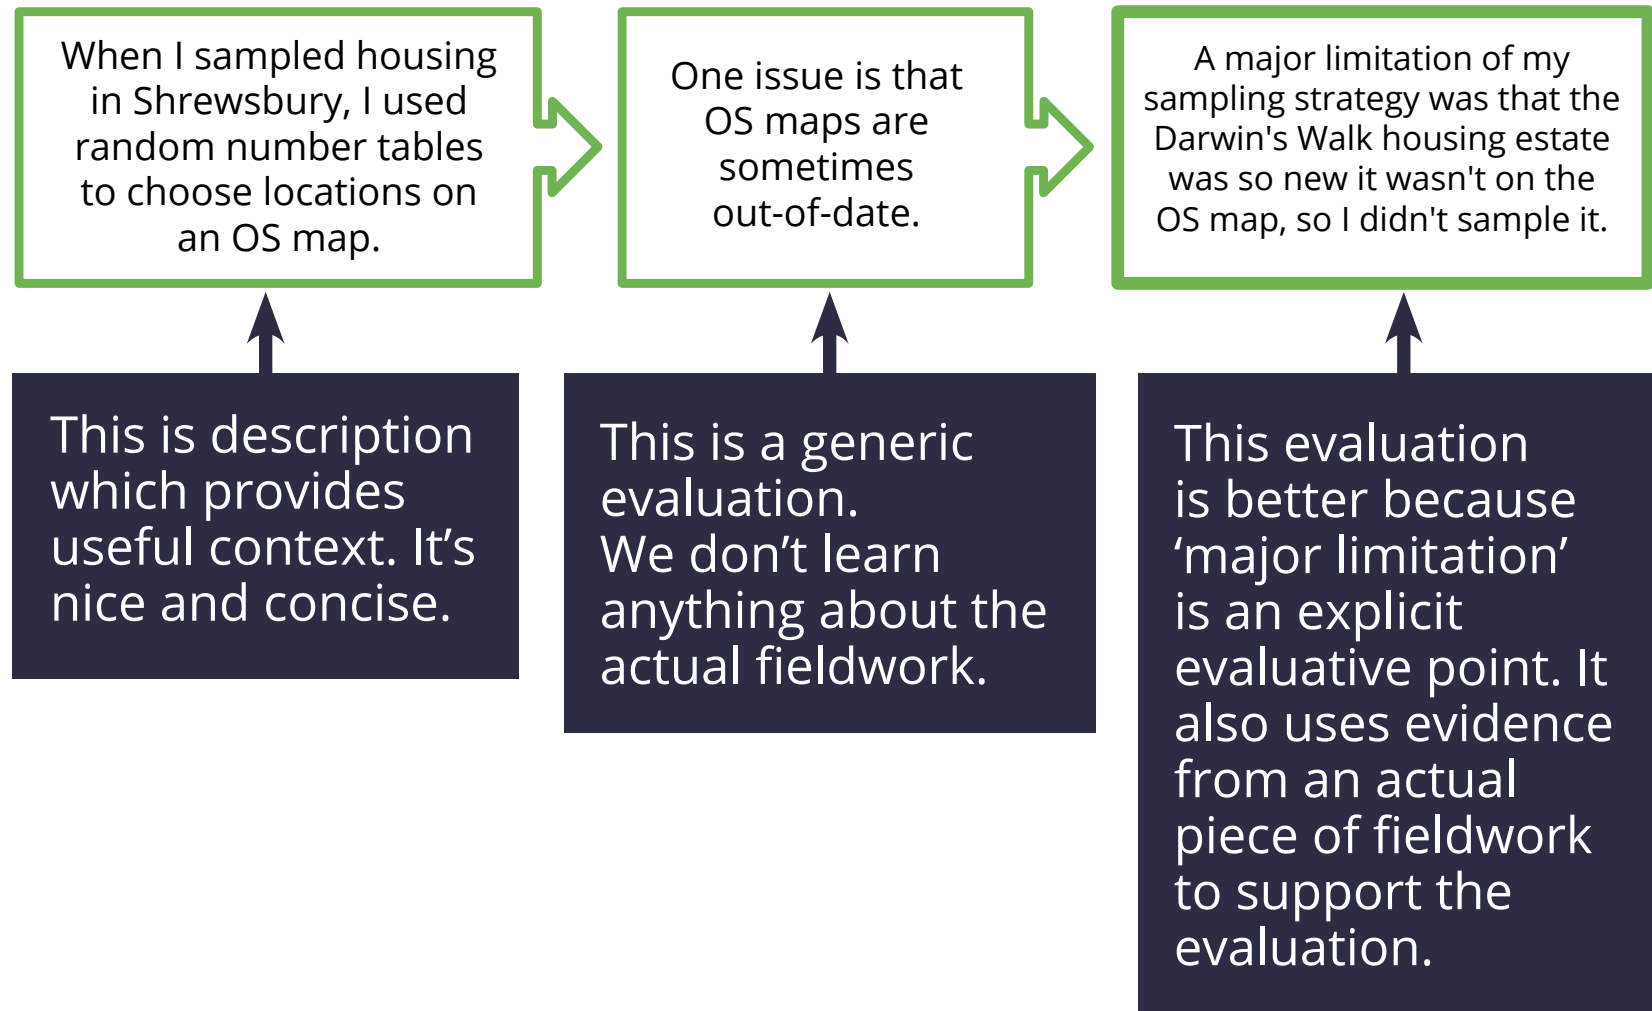 When I sampled housing
in Shrewsbury, I used
random number tables
to choose locations on
an OS map.
One issue is that
OS maps are
sometimes
out-of-date.
A major limitation of my
sampling strategy was that the
Darwin's Walk housing estate
was so new it wasn't on the
OS map, so I didn't sample it.
This is description
which provides
useful context. It’s
nice and concise.
This is a generic
evaluation.
We don’t learn
anything about the
actual fieldwork.
This evaluation
is better because
‘major limitation’
is an explicit
evaluative point. It
also uses evidence
from an actual
piece of fieldwork
to support the
evaluation.